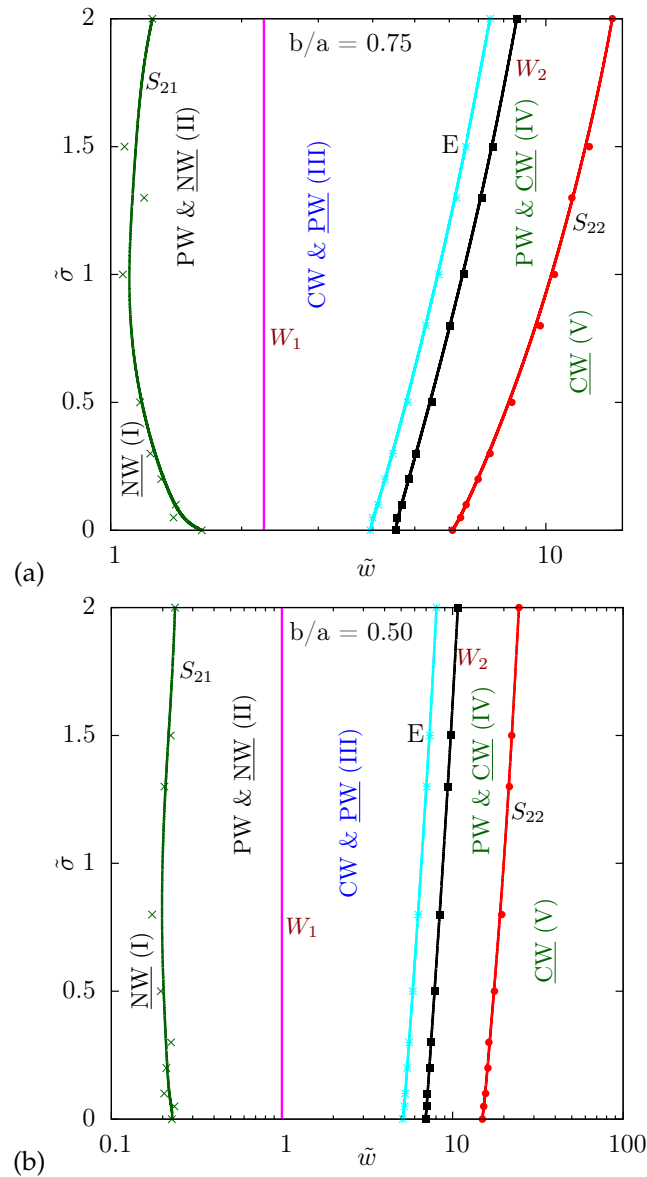 2
1.5
1
0.5
0
σ̃
b/a = 0.75
S₂₁
W₂
E
PW & NW (II)
CW & PW (III)
PW & CW (IV)
S₂₂
W₁
CW (V)
NW (I)
1
10
w̃
(a)
2
1.5
1
0.5
0
σ̃
b/a = 0.50
S₂₁
W₂
E
PW & NW (II)
CW & PW (III)
PW & CW (IV)
S₂₂
W₁
CW (V)
NW (I)
0.1
1
10
100
w̃
(b)